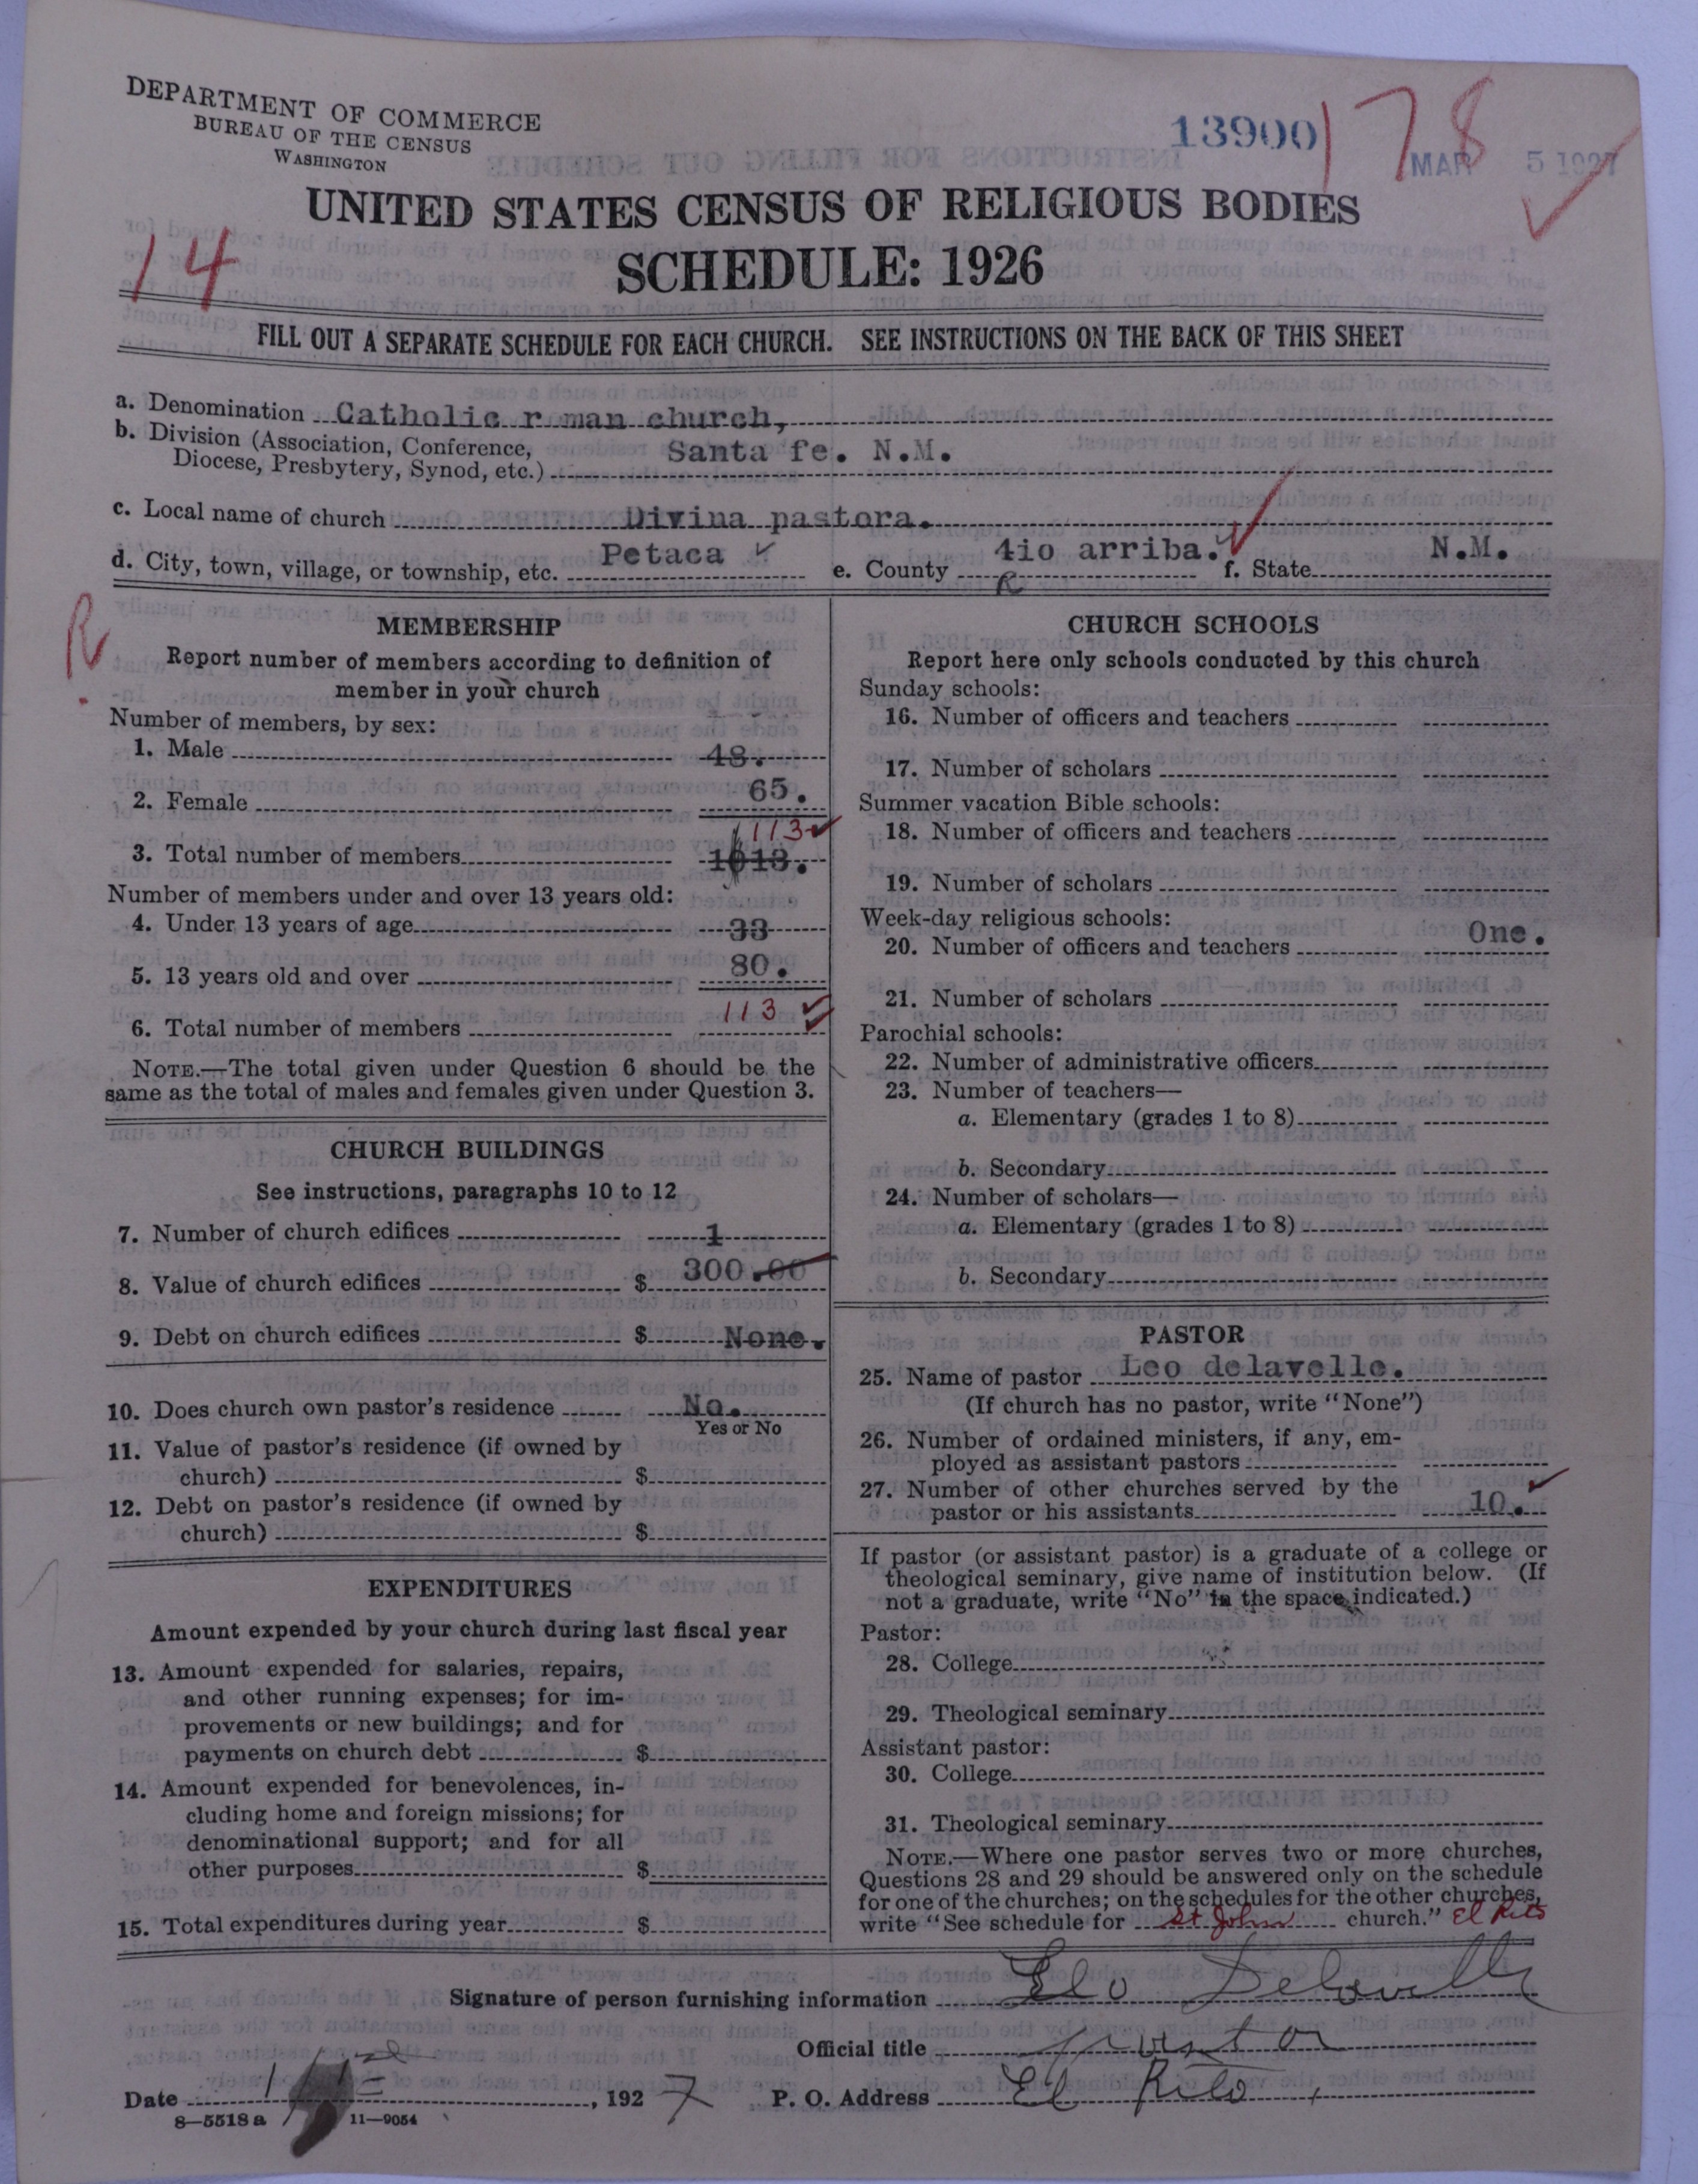 DEPARTMENT OF COMMERCE
BUREAU OF THE CENSUS
WASHINGTON
13900
178
MAR 5 1927
UNITED STATES CENSUS OF RELIGIOUS BODIES
14
SCHEDULE: 1926
FILL OUT A SEPARATE SCHEDULE FOR EACH CHURCH. SEE INSTRUCTIONS ON THE BACK OF THIS SHEET
a. Denomination Catholic r man church,
b. Division (Association, Conference,
Diocese, Presbytery, Synod, etc.) Santa fe. N.M.
c. Local name of church Divina pastora.
d. City, town, village, or township, etc. Petaca e. County 4io arriba. f. State N.M.
R
R
MEMBERSHIP
Report number of members according to definition of
member in your church
Number of members, by sex:
1. Male 48.
2. Female 65.
113
3. Total number of members 1013.
Number of members under and over 13 years old:
4. Under 13 years of age 33
5. 13 years old and over 80.
6. Total number of members 113
NOTE.—The total given under Question 6 should be the
same as the total of males and females given under Question 3.
CHURCH BUILDINGS
See instructions, paragraphs 10 to 12
7. Number of church edifices 1
8. Value of church edifices $ 300.00
9. Debt on church edifices $ None.
10. Does church own pastor's residence No.
Yes or No
11. Value of pastor's residence (if owned by
church) $
12. Debt on pastor's residence (if owned by
church) $
EXPENDITURES
Amount expended by your church during last fiscal year
13. Amount expended for salaries, repairs,
and other running expenses; for im-
provements or new buildings; and for
payments on church debt $
14. Amount expended for benevolences, in-
cluding home and foreign missions; for
denominational support; and for all
other purposes $
15. Total expenditures during year $
CHURCH SCHOOLS
Report here only schools conducted by this church
Sunday schools:
16. Number of officers and teachers
17. Number of scholars
Summer vacation Bible schools:
18. Number of officers and teachers
19. Number of scholars
Week-day religious schools:
20. Number of officers and teachers One.
21. Number of scholars
Parochial schools:
22. Number of administrative officers
23. Number of teachers—
a. Elementary (grades 1 to 8)
b. Secondary
24. Number of scholars—
a. Elementary (grades 1 to 8)
b. Secondary
PASTOR
25. Name of pastor Leo delavelle.
(If church has no pastor, write "None")
26. Number of ordained ministers, if any, em-
ployed as assistant pastors
27. Number of other churches served by the
pastor or his assistants 10.
If pastor (or assistant pastor) is a graduate of a college or
theological seminary, give name of institution below. (If
not a graduate, write "No" in the space indicated.)
Pastor:
28. College
29. Theological seminary
Assistant pastor:
30. College
31. Theological seminary
NOTE.—Where one pastor serves two or more churches,
Questions 28 and 29 should be answered only on the schedule
for one of the churches; on the schedules for the other churches,
write "See schedule for St John church." El Rito
Signature of person furnishing information Leo Delavelle
Official title pastor
Date 1, 1927 P. O. Address El Rito,
8—5518 a 11—9054